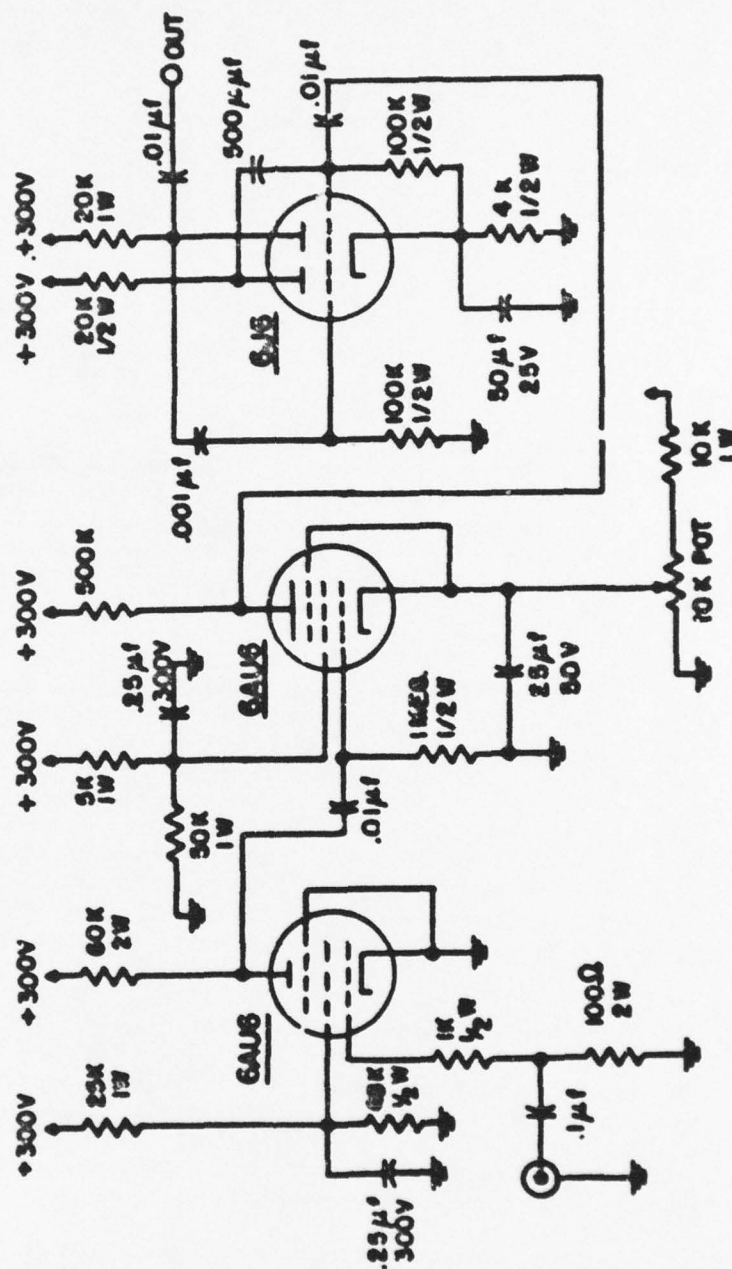 +300V
25K
1W
+300V
60K
2W
+300V
5K
1W
+300V
500K
+300V
20K
1/2W
.+300V
20K
1W
.01µf
OUT
.25µf
300V
50K
1W
.001µf
500µµf
6AU6
6AU6
6J6
.01µf
.01µf
.25µf
300V
68K
1/2W
1K
1/2W
1MEG
1/2W
100K
1/2W
100K
1/2W
4K
1/2W
.1µf
100Ω
2W
25µf
50V
50µf
25V
10K POT
10K
1W